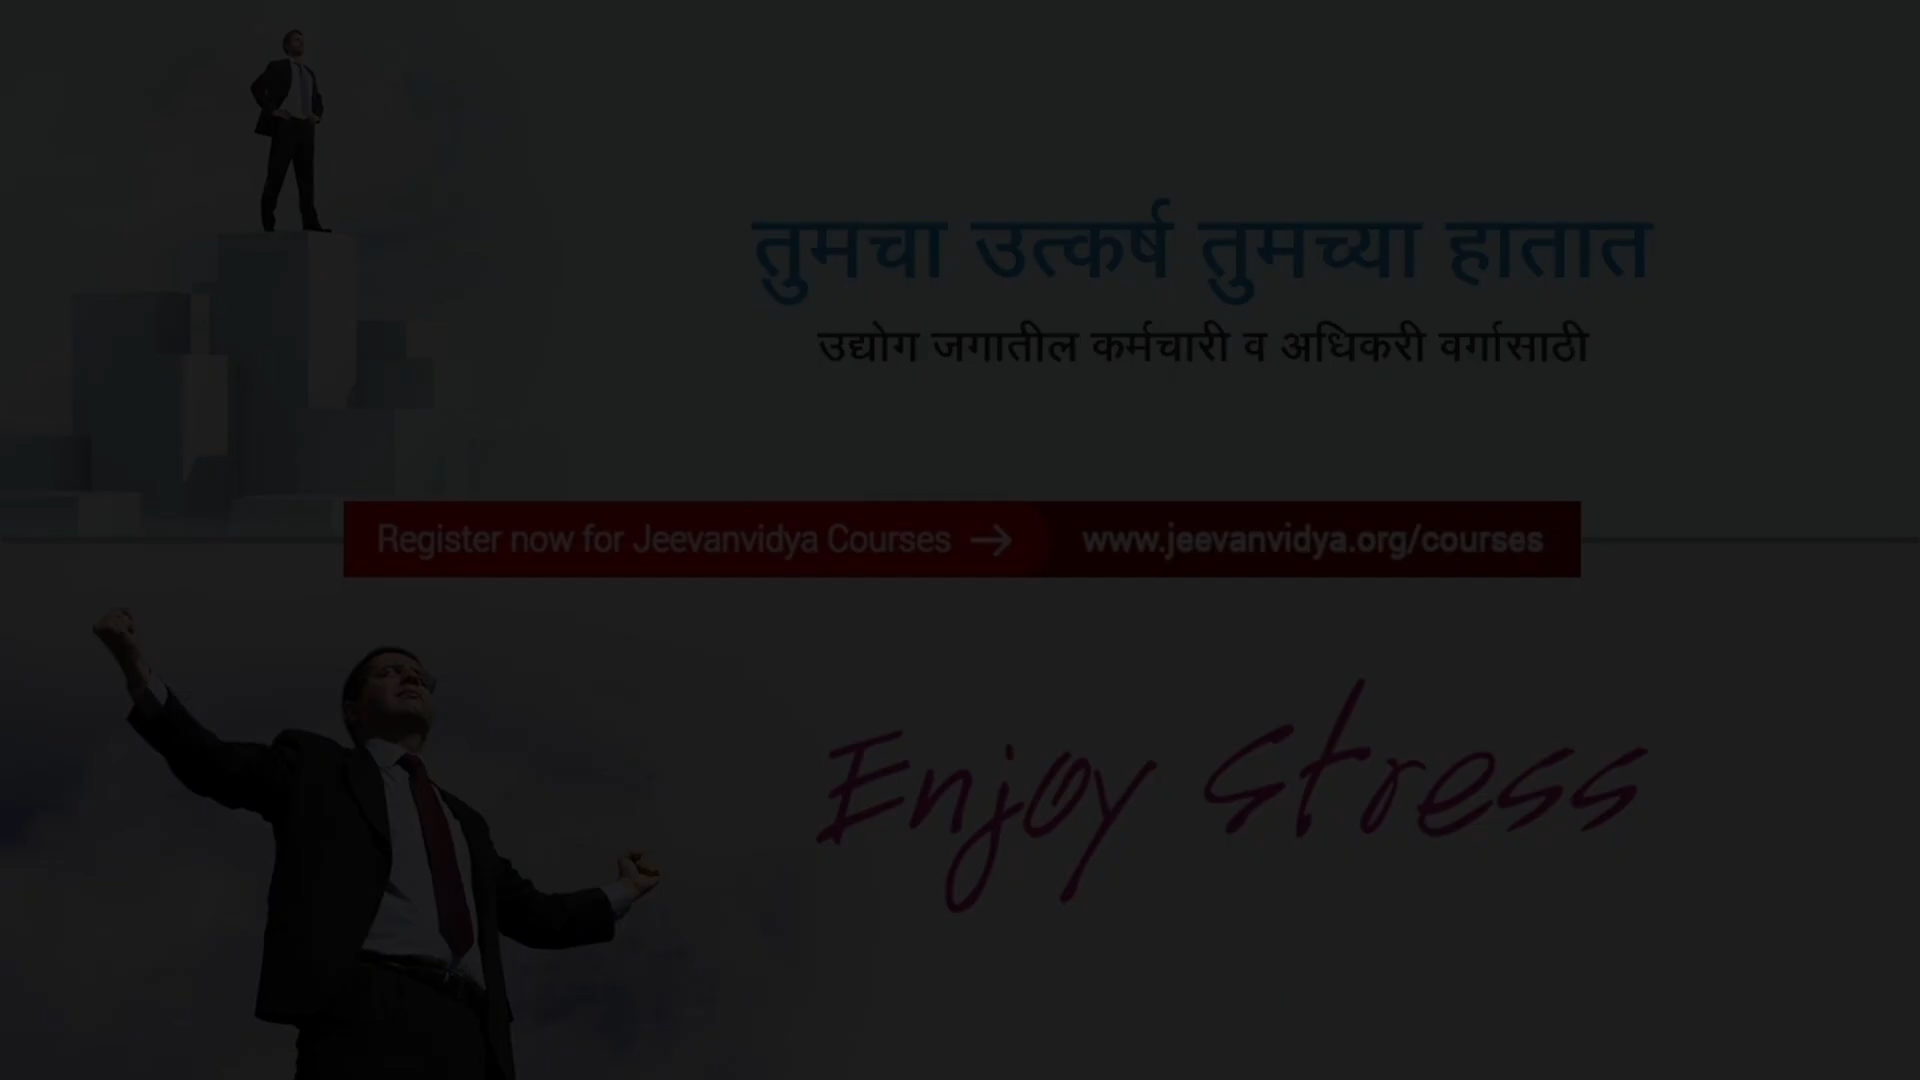 तुमचा उत्कर्ष तुमच्या हातात
उद्योग जगातील कर्मचारी व अधिकरी वर्गासाठी
Register now for Jeevanvidya Courses → www.jeevanvidya.org/courses
Enjoy Stress